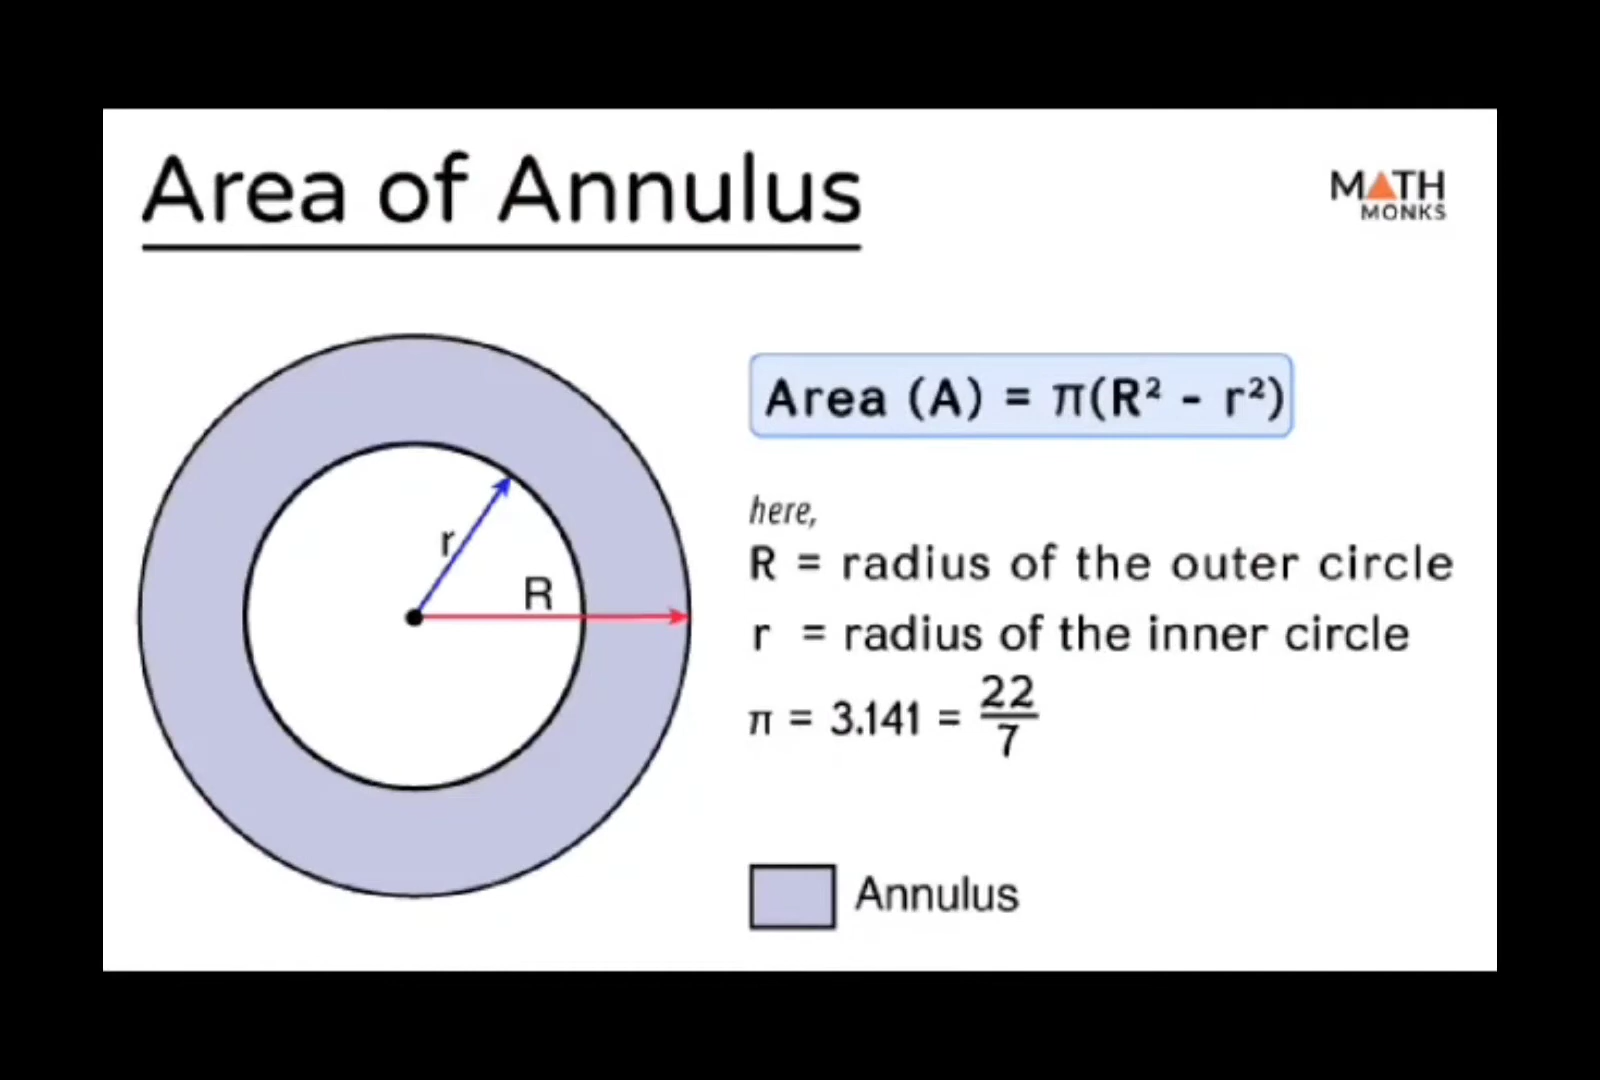 Area of Annulus
MATH
MONKS
r
R
Area (A) = π(R² - r²)
here,
R = radius of the outer circle
r = radius of the inner circle
π = 3.141 = 22/7
Annulus